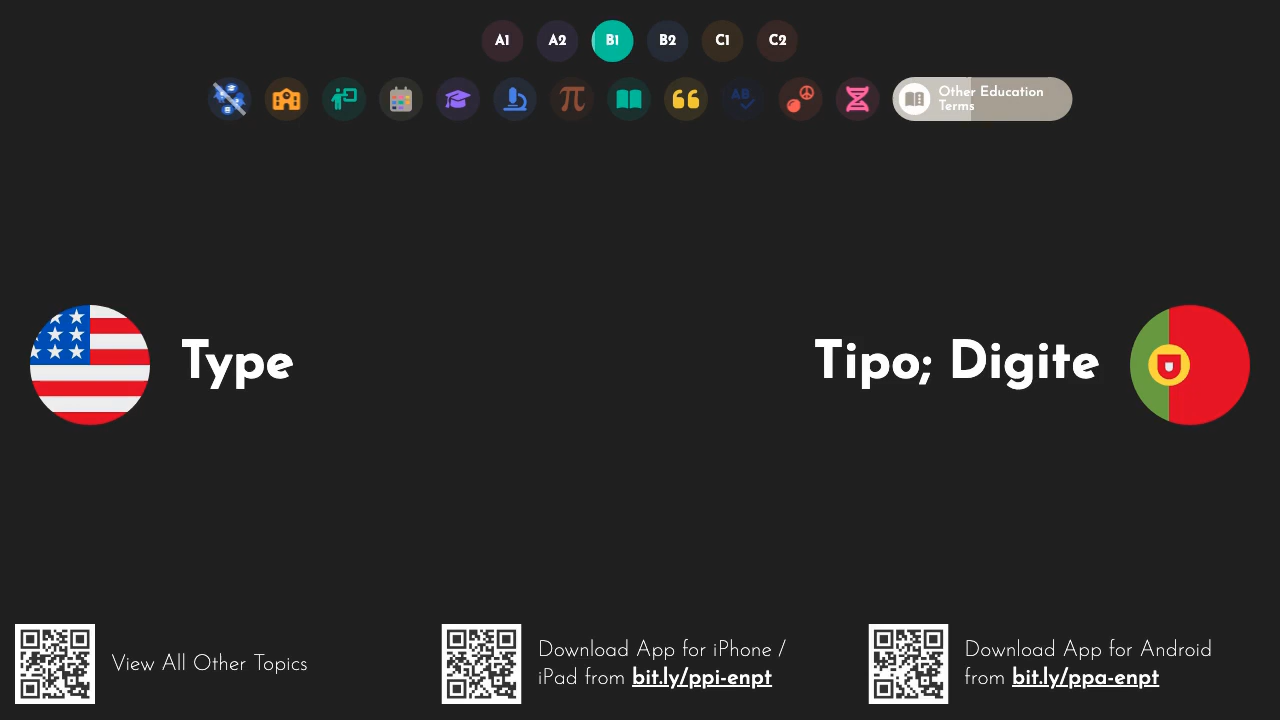 A1 A2 B1 B2 C1 C2
AB
Other Education
Terms
Type
Tipo; Digite
View All Other Topics
Download App for iPhone /
iPad from bit.ly/ppi-enpt
Download App for Android
from bit.ly/ppa-enpt